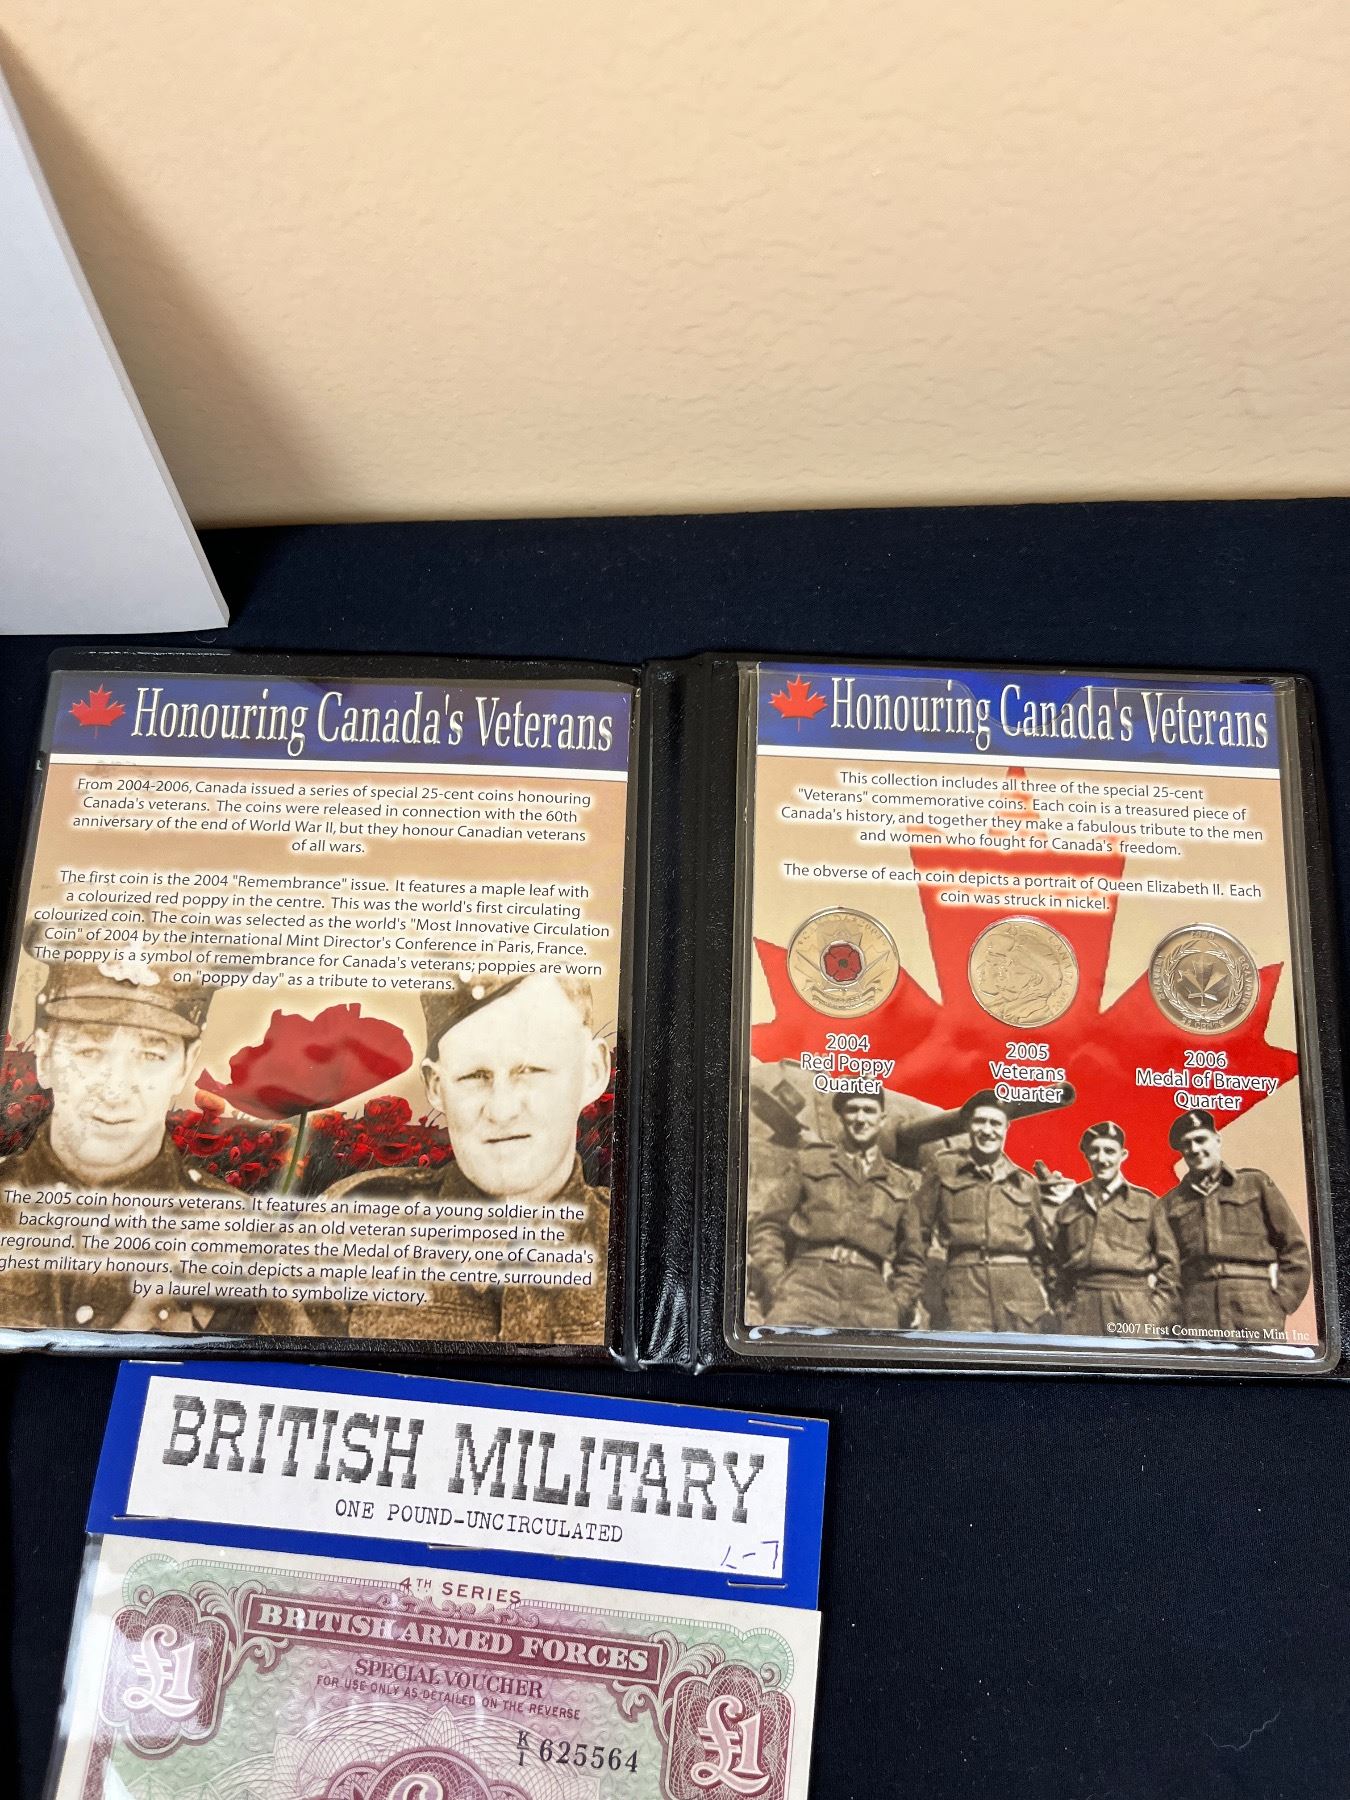 Honouring Canada's Veterans
From 2004-2006, Canada issued a series of special 25-cent coins honouring
Canada's veterans. The coins were released in connection with the 60th
anniversary of the end of World War II, but they honour Canadian veterans
of all wars.
The first coin is the 2004 "Remembrance" issue. It features a maple leaf with
a colourized red poppy in the centre. This was the world's first circulating
colourized coin. The coin was selected as the world's "Most Innovative Circulation
Coin" of 2004 by the international Mint Director's Conference in Paris, France.
The poppy is a symbol of remembrance for Canada's veterans; poppies are worn
on "poppy day" as a tribute to veterans.
The 2005 coin honours veterans. It features an image of a young soldier in the
background with the same soldier as an old veteran superimposed in the
reground. The 2006 coin commemorates the Medal of Bravery, one of Canada's
ghest military honours. The coin depicts a maple leaf in the centre, surrounded
by a laurel wreath to symbolize victory.
Honouring Canada's Veterans
This collection includes all three of the special 25-cent
"Veterans" commemorative coins. Each coin is a treasured piece of
Canada's history, and together they make a fabulous tribute to the men
and women who fought for Canada's freedom.
The obverse of each coin depicts a portrait of Queen Elizabeth II. Each
coin was struck in nickel.
2006
BRAVERY
BRAVOURE
25 CENTS
2004
Red Poppy
Quarter
2005
Veterans
Quarter
2006
Medal of Bravery
Quarter
©2007 First Commemorative Mint Inc
BRITISH MILITARY
ONE POUND-UNCIRCULATED
L-7
4TH SERIES
BRITISH ARMED FORCES
SPECIAL VOUCHER
FOR USE ONLY AS DETAILED ON THE REVERSE
£1
£1
K/1 625564